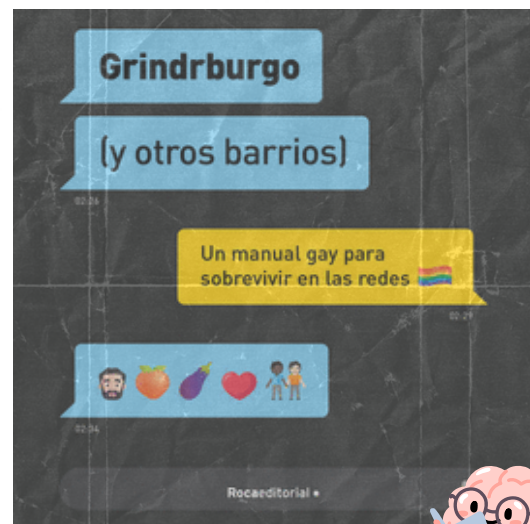 Grindrburgo
(y otros barrios)
02:26
Un manual gay para
sobrevivir en las redes 🏳️‍🌈
02:29
🧔🍑🍆❤️🧑🏿‍🤝‍🧑🏻
02:34
Rocaeditorial •